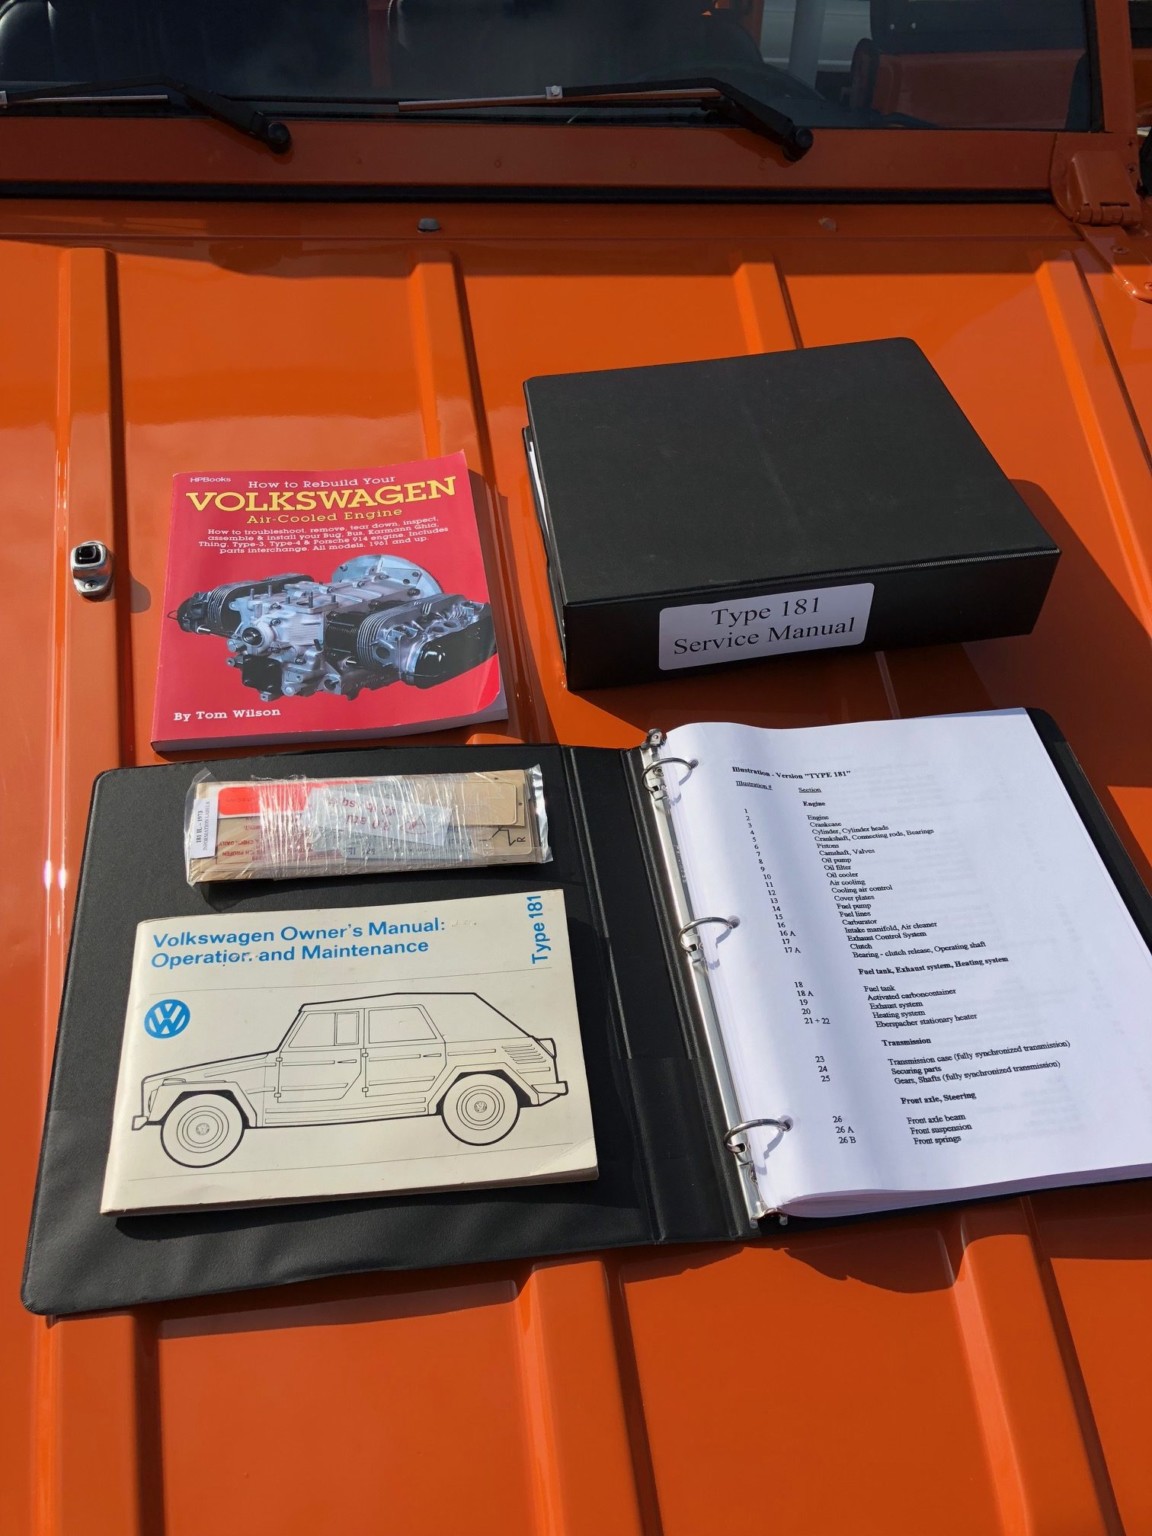 HPBooks
How to Rebuild Your
VOLKSWAGEN
Air-Cooled Engine
How to troubleshoot, remove, tear down, inspect,
assemble & install your Bug, Bus, Karmann Ghia,
Thing, Type-3, Type-4 & Porsche 914 engine. Includes
parts interchange. All models, 1961 and up.
By Tom Wilson
Type 181
Service Manual
Volkswagen Owner's Manual:
Operation and Maintenance
Type 181
Illustration - Version "TYPE 181"
Illustration # Section
Engine
1 Engine
2 Crankcase
3 Cylinder, Cylinder heads
4 Crankshaft, Connecting rods, Bearings
5 Pistons
6 Camshaft, Valves
7 Oil pump
8 Oil filter
9 Oil cooler
10 Air cooling
11 Cooling air control
12 Cover plates
13 Fuel pump
14 Fuel lines
15 Carburator
16 Intake manifold, Air cleaner
16 A Exhaust Control System
17 Clutch
17 A Bearing - clutch release, Operating shaft
Fuel tank, Exhaust system, Heating system
18 Fuel tank
18 A Activated carboncontainer
19 Exhaust system
20 Heating system
21 + 22 Eberspacher stationary heater
Transmission
23 Transmission case (fully synchronized transmission)
24 Securing parts
25 Gears, Shafts (fully synchronized transmission)
Front axle, Steering
26 Front axle beam
26 A Front suspension
26 B Front springs